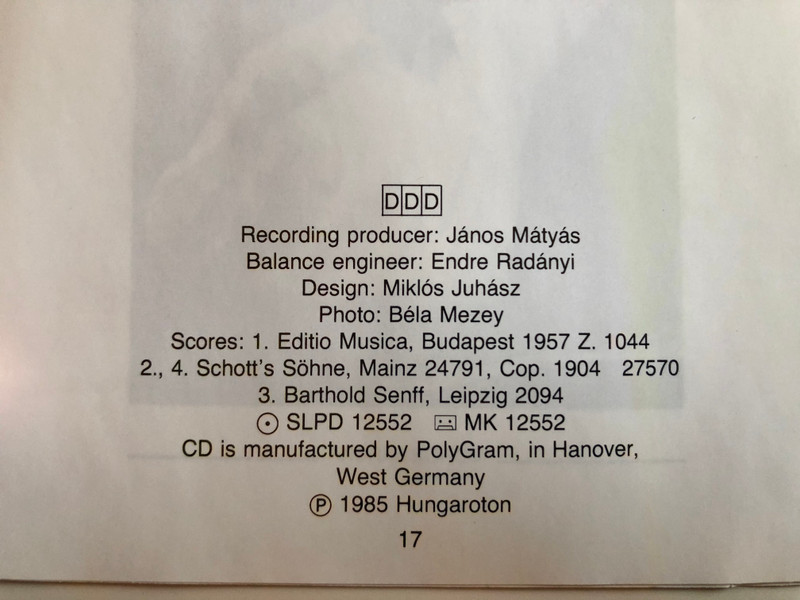 DDD
Recording producer: János Mátyás
Balance engineer: Endre Radányi
Design: Miklós Juhász
Photo: Béla Mezey
Scores: 1. Editio Musica, Budapest 1957 Z. 1044
2., 4. Schott's Söhne, Mainz 24791, Cop. 1904 27570
3. Barthold Senff, Leipzig 2094
SLPD 12552 MK 12552
CD is manufactured by PolyGram, in Hanover,
West Germany
℗ 1985 Hungaroton
17